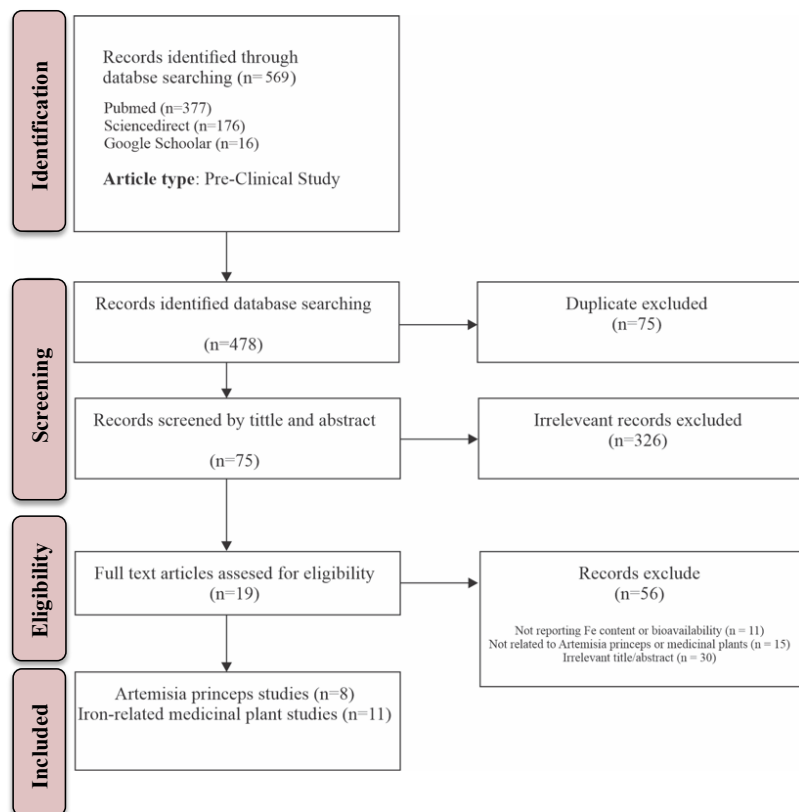 Identification
Records identified through
databse searching (n=569)
Pubmed (n=377)
Sciencedirect (n=176)
Google Schoolar (n=16)
Article type: Pre-Clinical Study
Screening
Records identified database searching
(n=478)
Duplicate excluded
(n=75)
Records screened by tittle and abstract
(n=75)
Irreleveant records excluded
(n=326)
Eligibility
Full text articles assesed for eligibility
(n=19)
Records exclude
(n=56)
Not reporting Fe content or bioavailability (n = 11)
Not related to Artemisia princeps or medicinal plants (n = 15)
Irrelevant title/abstract (n = 30)
Included
Artemisia princeps studies (n=8)
Iron-related medicinal plant studies (n=11)